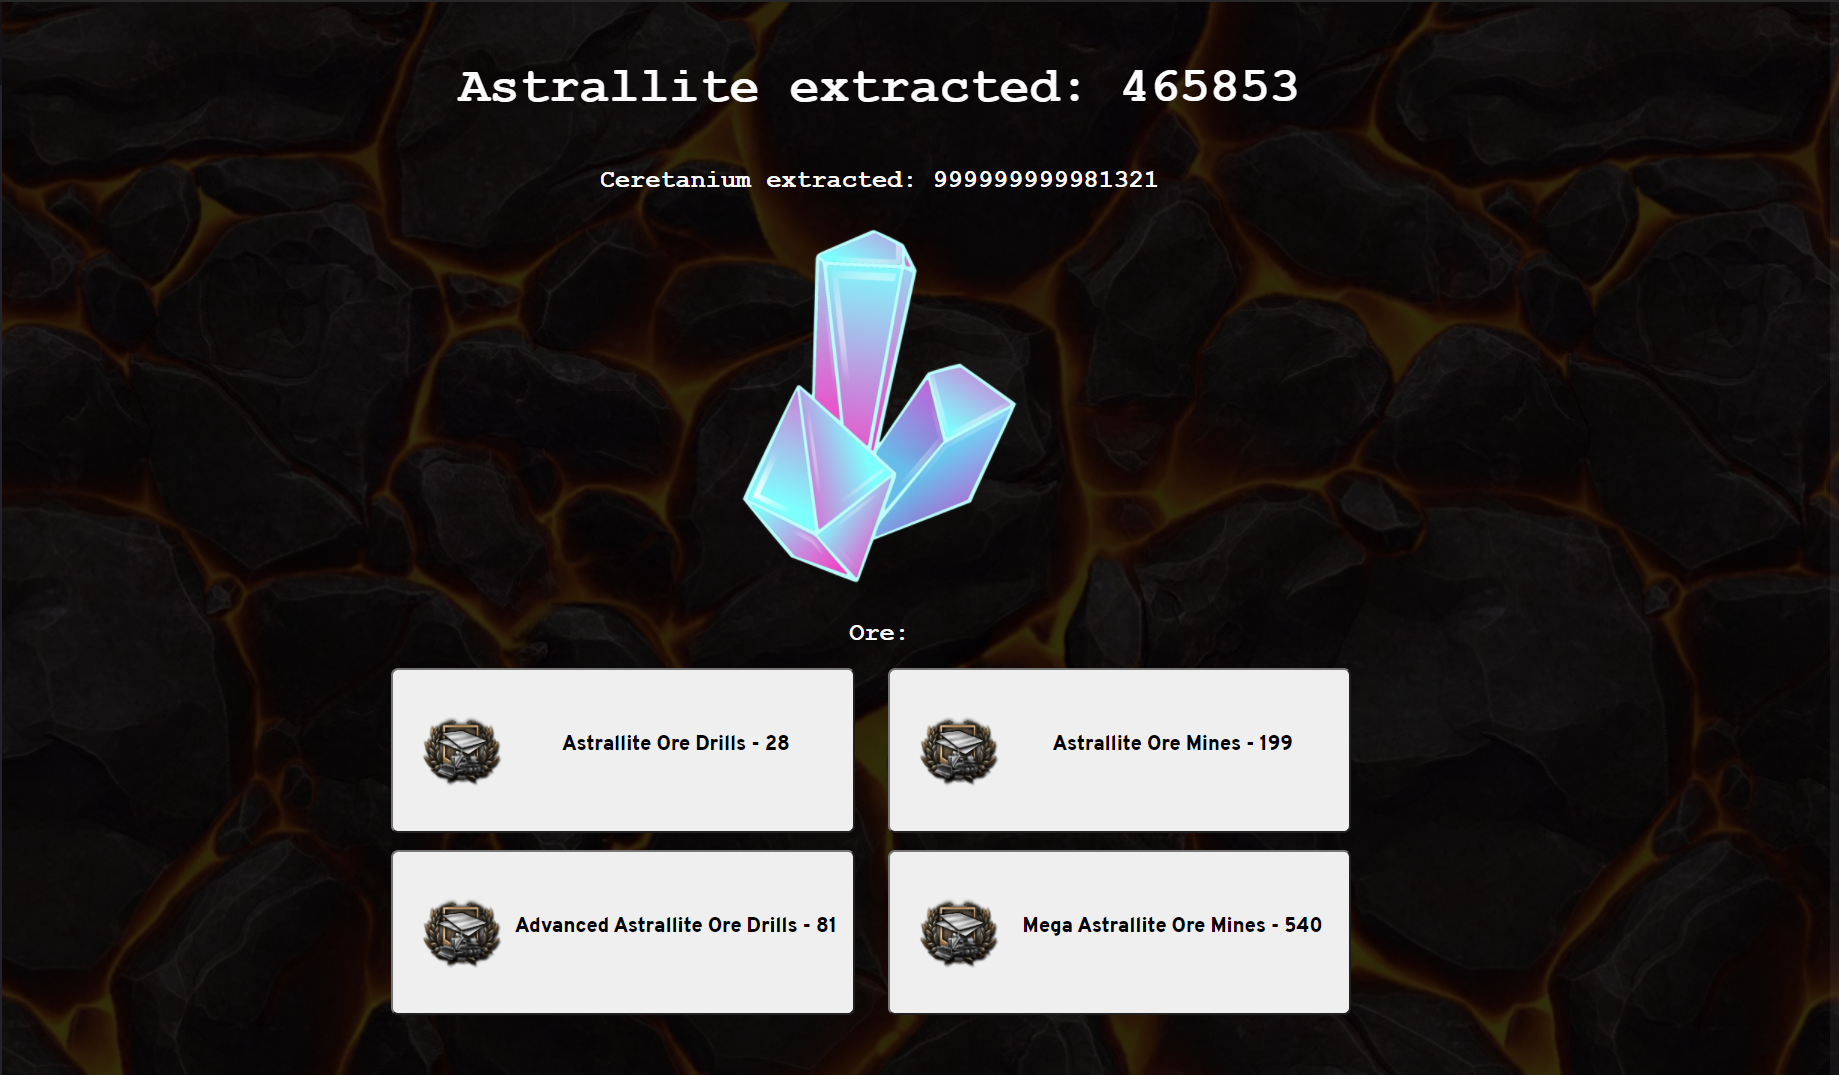 Astrallite extracted: 465853
Ceretanium extracted: 999999999981321
Ore:
Astrallite Ore Drills - 28
Astrallite Ore Mines - 199
Advanced Astrallite Ore Drills - 81
Mega Astrallite Ore Mines - 540